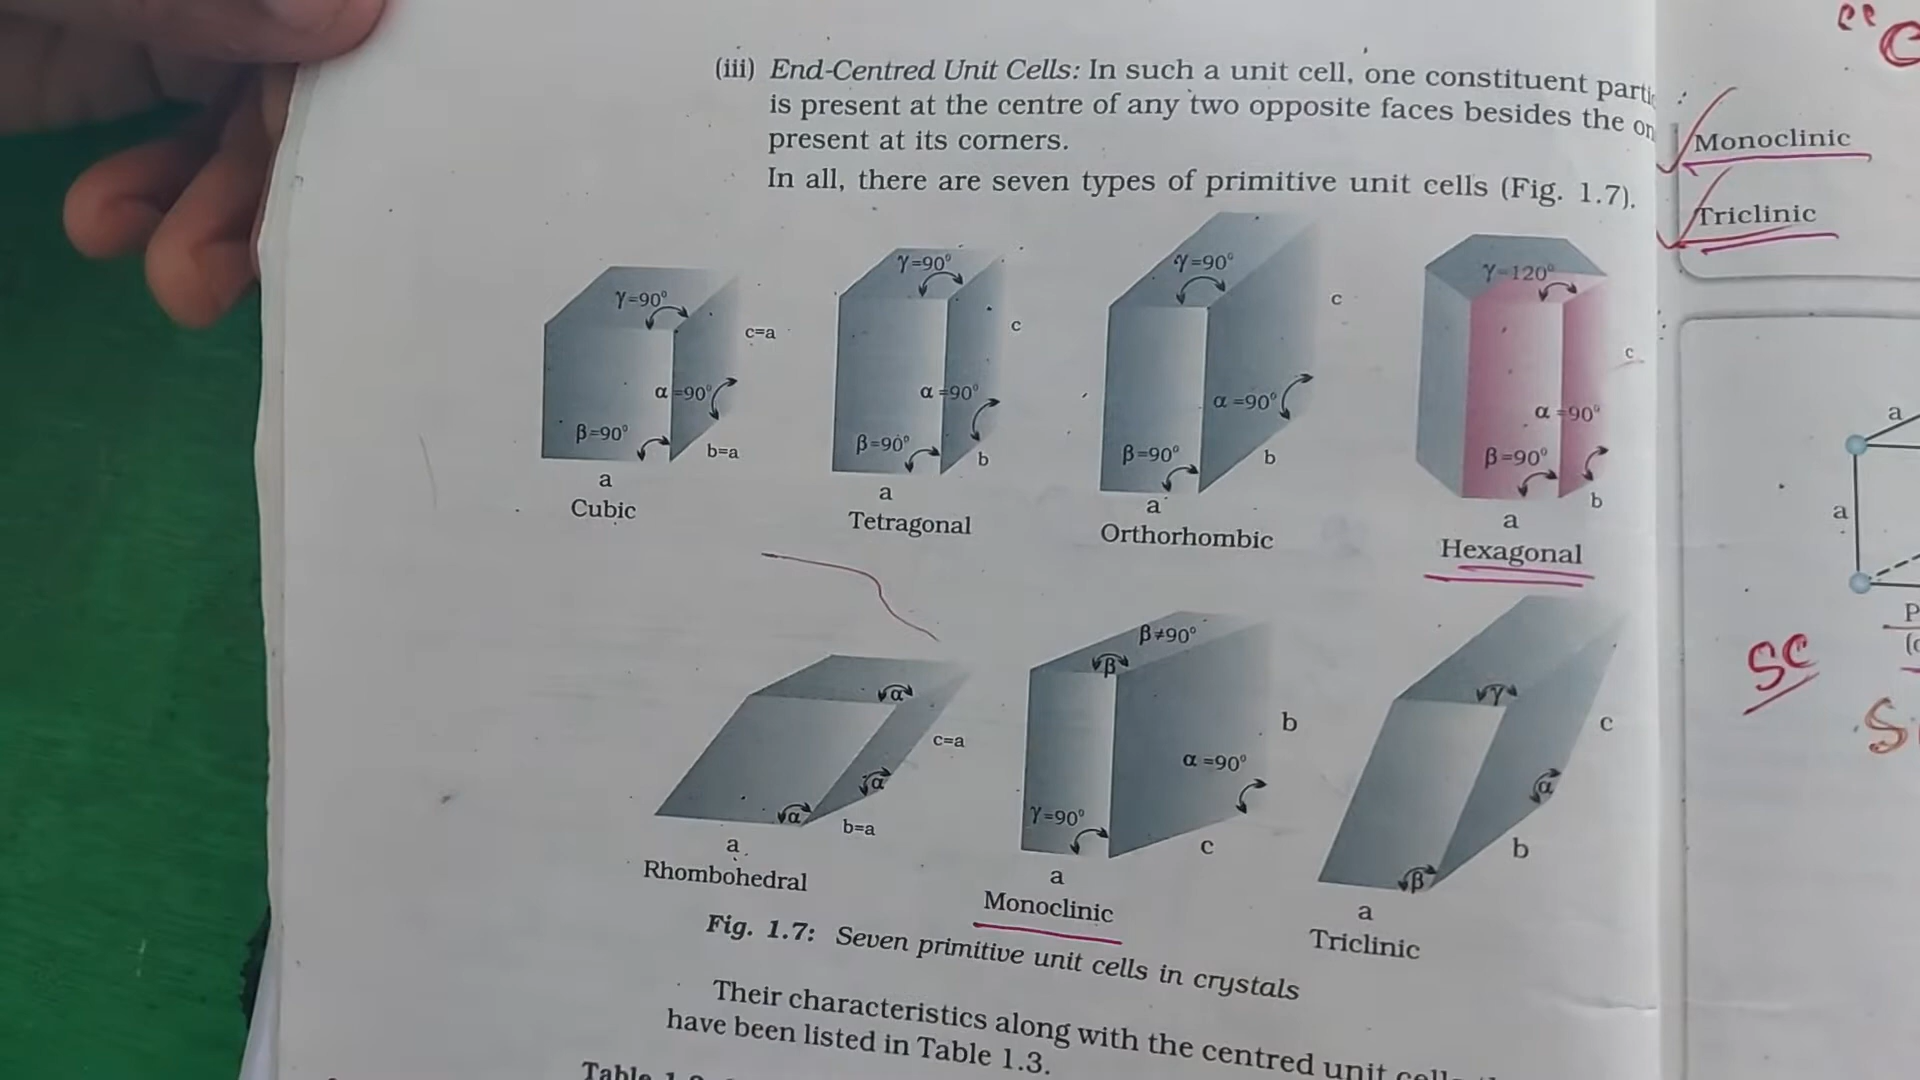 (iii) End-Centred Unit Cells: In such a unit cell, one constituent
is present at the centre of any two opposite faces besides the
present at its corners.
In all, there are seven types of primitive unit cells (Fig. 1.7).
γ=90°
c=a
α=90°
β=90°
b=a
a
Cubic
γ=90°
c
α=90°
β=90°
b
a
Tetragonal
γ=90°
c
α=90°
β=90°
b
a
Orthorhombic
γ=120°
c
α=90°
β=90°
b
a
Hexagonal
α
c=a
α
α
b=a
a
Rhombohedral
β≠90°
β
b
α=90°
γ=90°
c
a
Monoclinic
γ
c
α
b
β
a
Triclinic
Fig. 1.7: Seven primitive unit cells in crystals
Their characteristics along with the centred unit
have been listed in Table 1.3.
Table
Monoclinic
Triclinic
a
a
SC